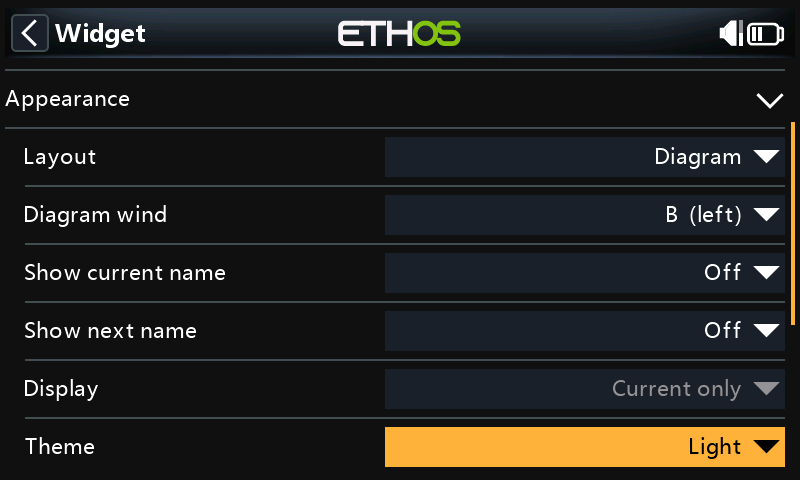 Widget
ETHOS
Appearance
Layout
Diagram
Diagram wind
B (left)
Show current name
Off
Show next name
Off
Display
Current only
Theme
Light